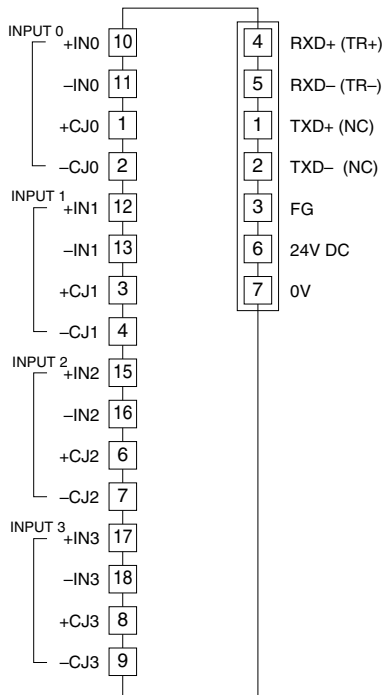 INPUT 0
+IN0 10
–IN0 11
+CJ0 1
–CJ0 2
INPUT 1
+IN1 12
–IN1 13
+CJ1 3
–CJ1 4
INPUT 2
+IN2 15
–IN2 16
+CJ2 6
–CJ2 7
INPUT 3
+IN3 17
–IN3 18
+CJ3 8
–CJ3 9
4 RXD+ (TR+)
5 RXD– (TR–)
1 TXD+ (NC)
2 TXD– (NC)
3 FG
6 24V DC
7 0V